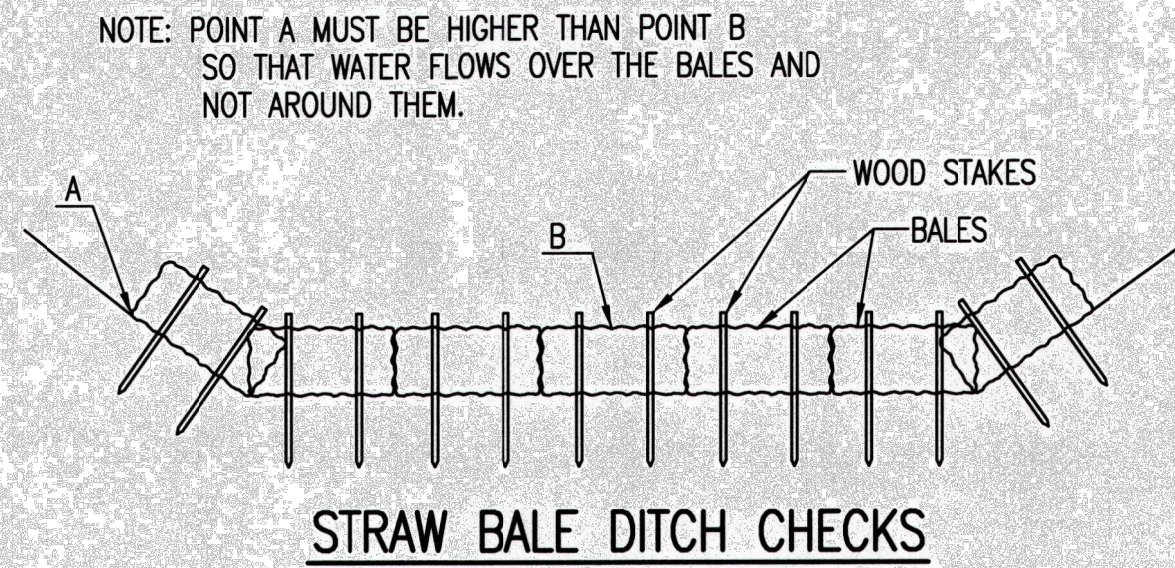 NOTE: POINT A MUST BE HIGHER THAN POINT B
SO THAT WATER FLOWS OVER THE BALES AND
NOT AROUND THEM.
A
WOOD STAKES
B
BALES
STRAW BALE DITCH CHECKS